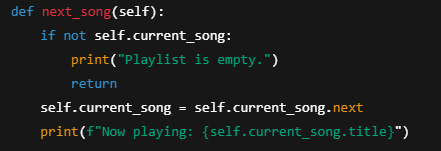 def next_song(self):
    if not self.current_song:
        print("Playlist is empty.")
        return
    self.current_song = self.current_song.next
    print(f"Now playing: {self.current_song.title}")